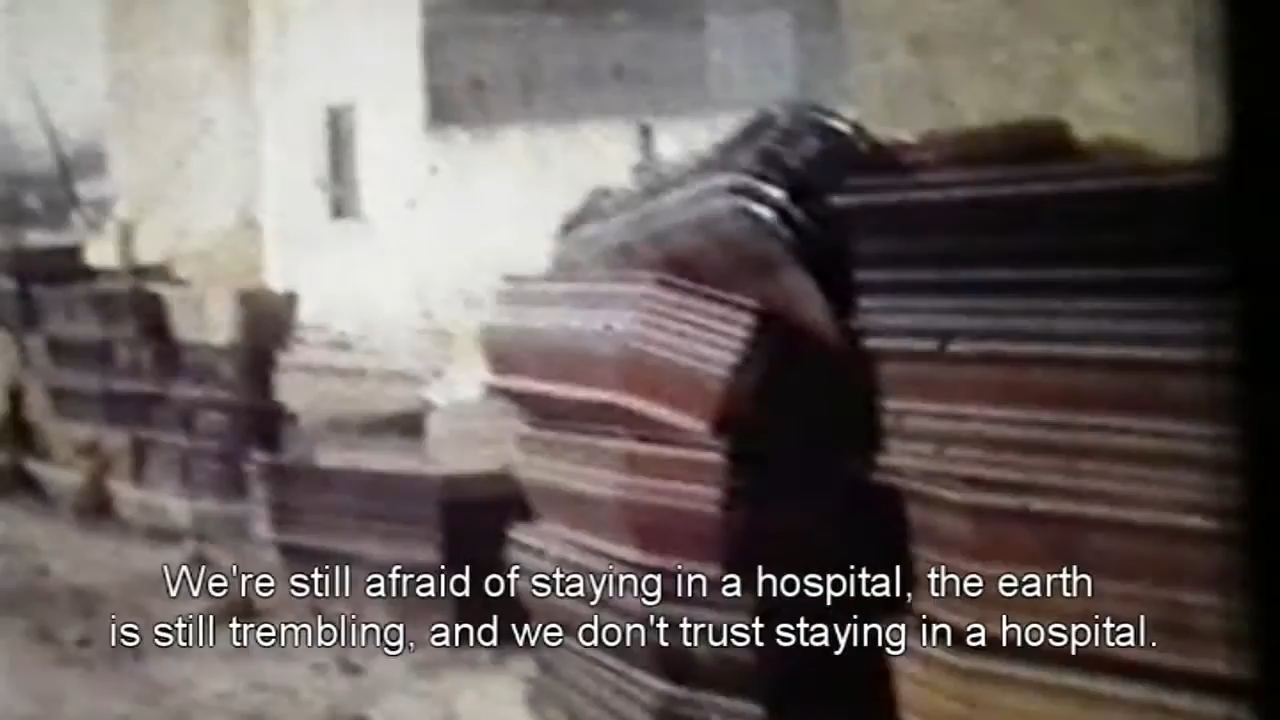 We're still afraid of staying in a hospital, the earth
is still trembling, and we don't trust staying in a hospital.